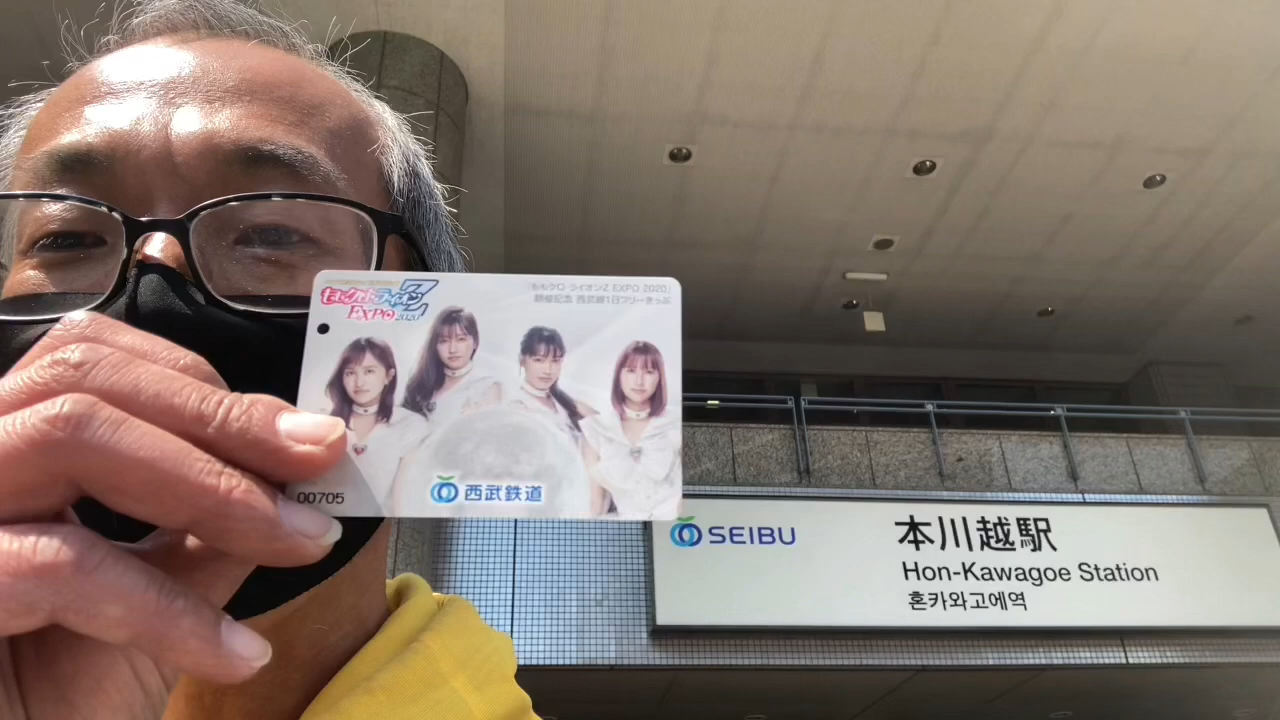 ももクロライオンZ
EXPO 2020
「ももクロ ライオンZ EXPO 2020」
開催記念 西武線1日フリーきっぷ
00705
西武鉄道
SEIBU
本川越駅
Hon-Kawagoe Station
혼카와고에역